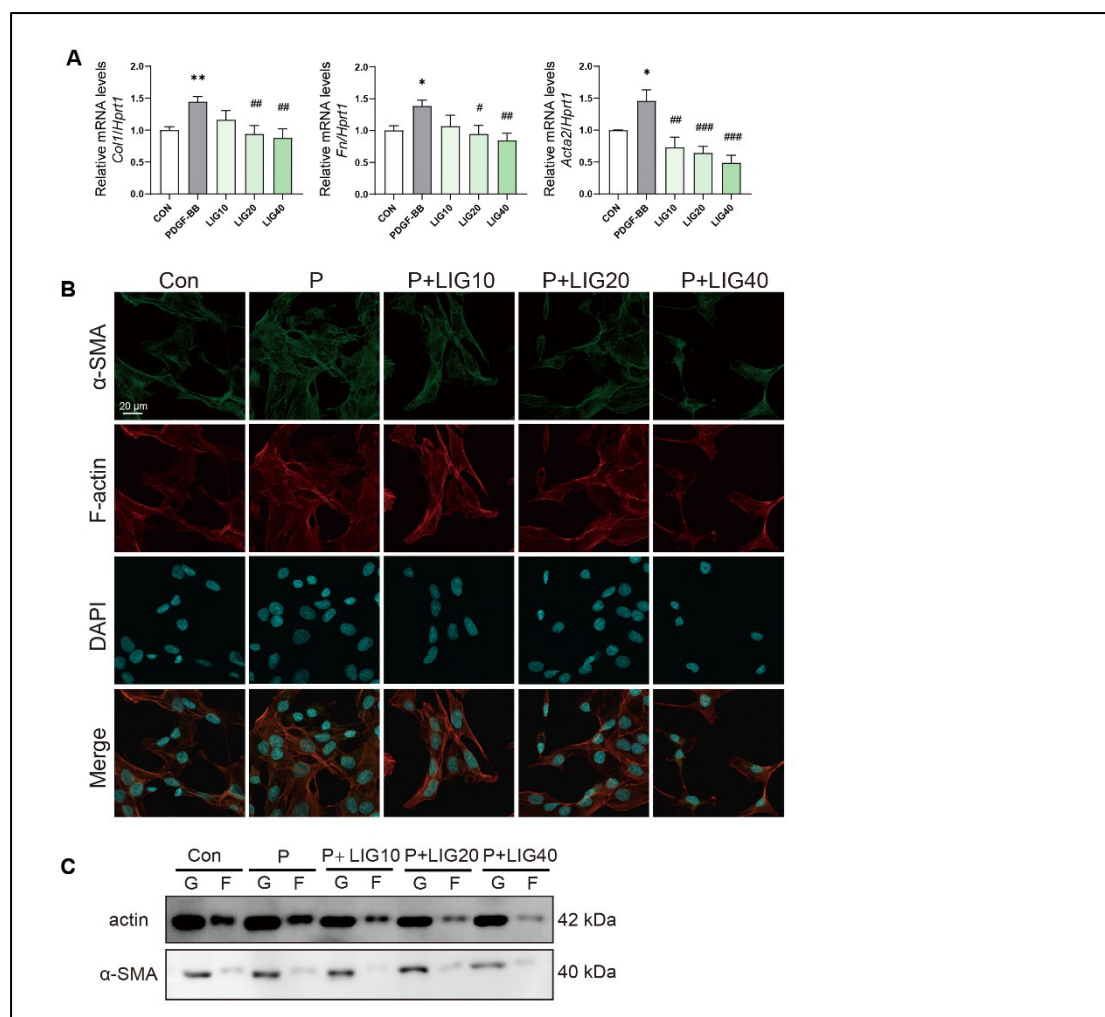 A
Relative mRNA levels
Col1/Hprt1
2.0
1.5
1.0
0.5
0.0
**
##
##
CON
PDGF-BB
LIG10
LIG20
LIG40
Relative mRNA levels
Fn/Hprt1
2.0
1.5
1.0
0.5
0.0
*
#
##
CON
PDGF-BB
LIG10
LIG20
LIG40
Relative mRNA levels
Acta2/Hprt1
2.0
1.5
1.0
0.5
0.0
*
##
###
###
CON
PDGF-BB
LIG10
LIG20
LIG40
B
Con P P+LIG10 P+LIG20 P+LIG40
α-SMA
20 μm
F-actin
DAPI
Merge
C
Con P P+ LIG10 P+LIG20 P+LIG40
G F G F G F G F G F
actin 42 kDa
α-SMA 40 kDa